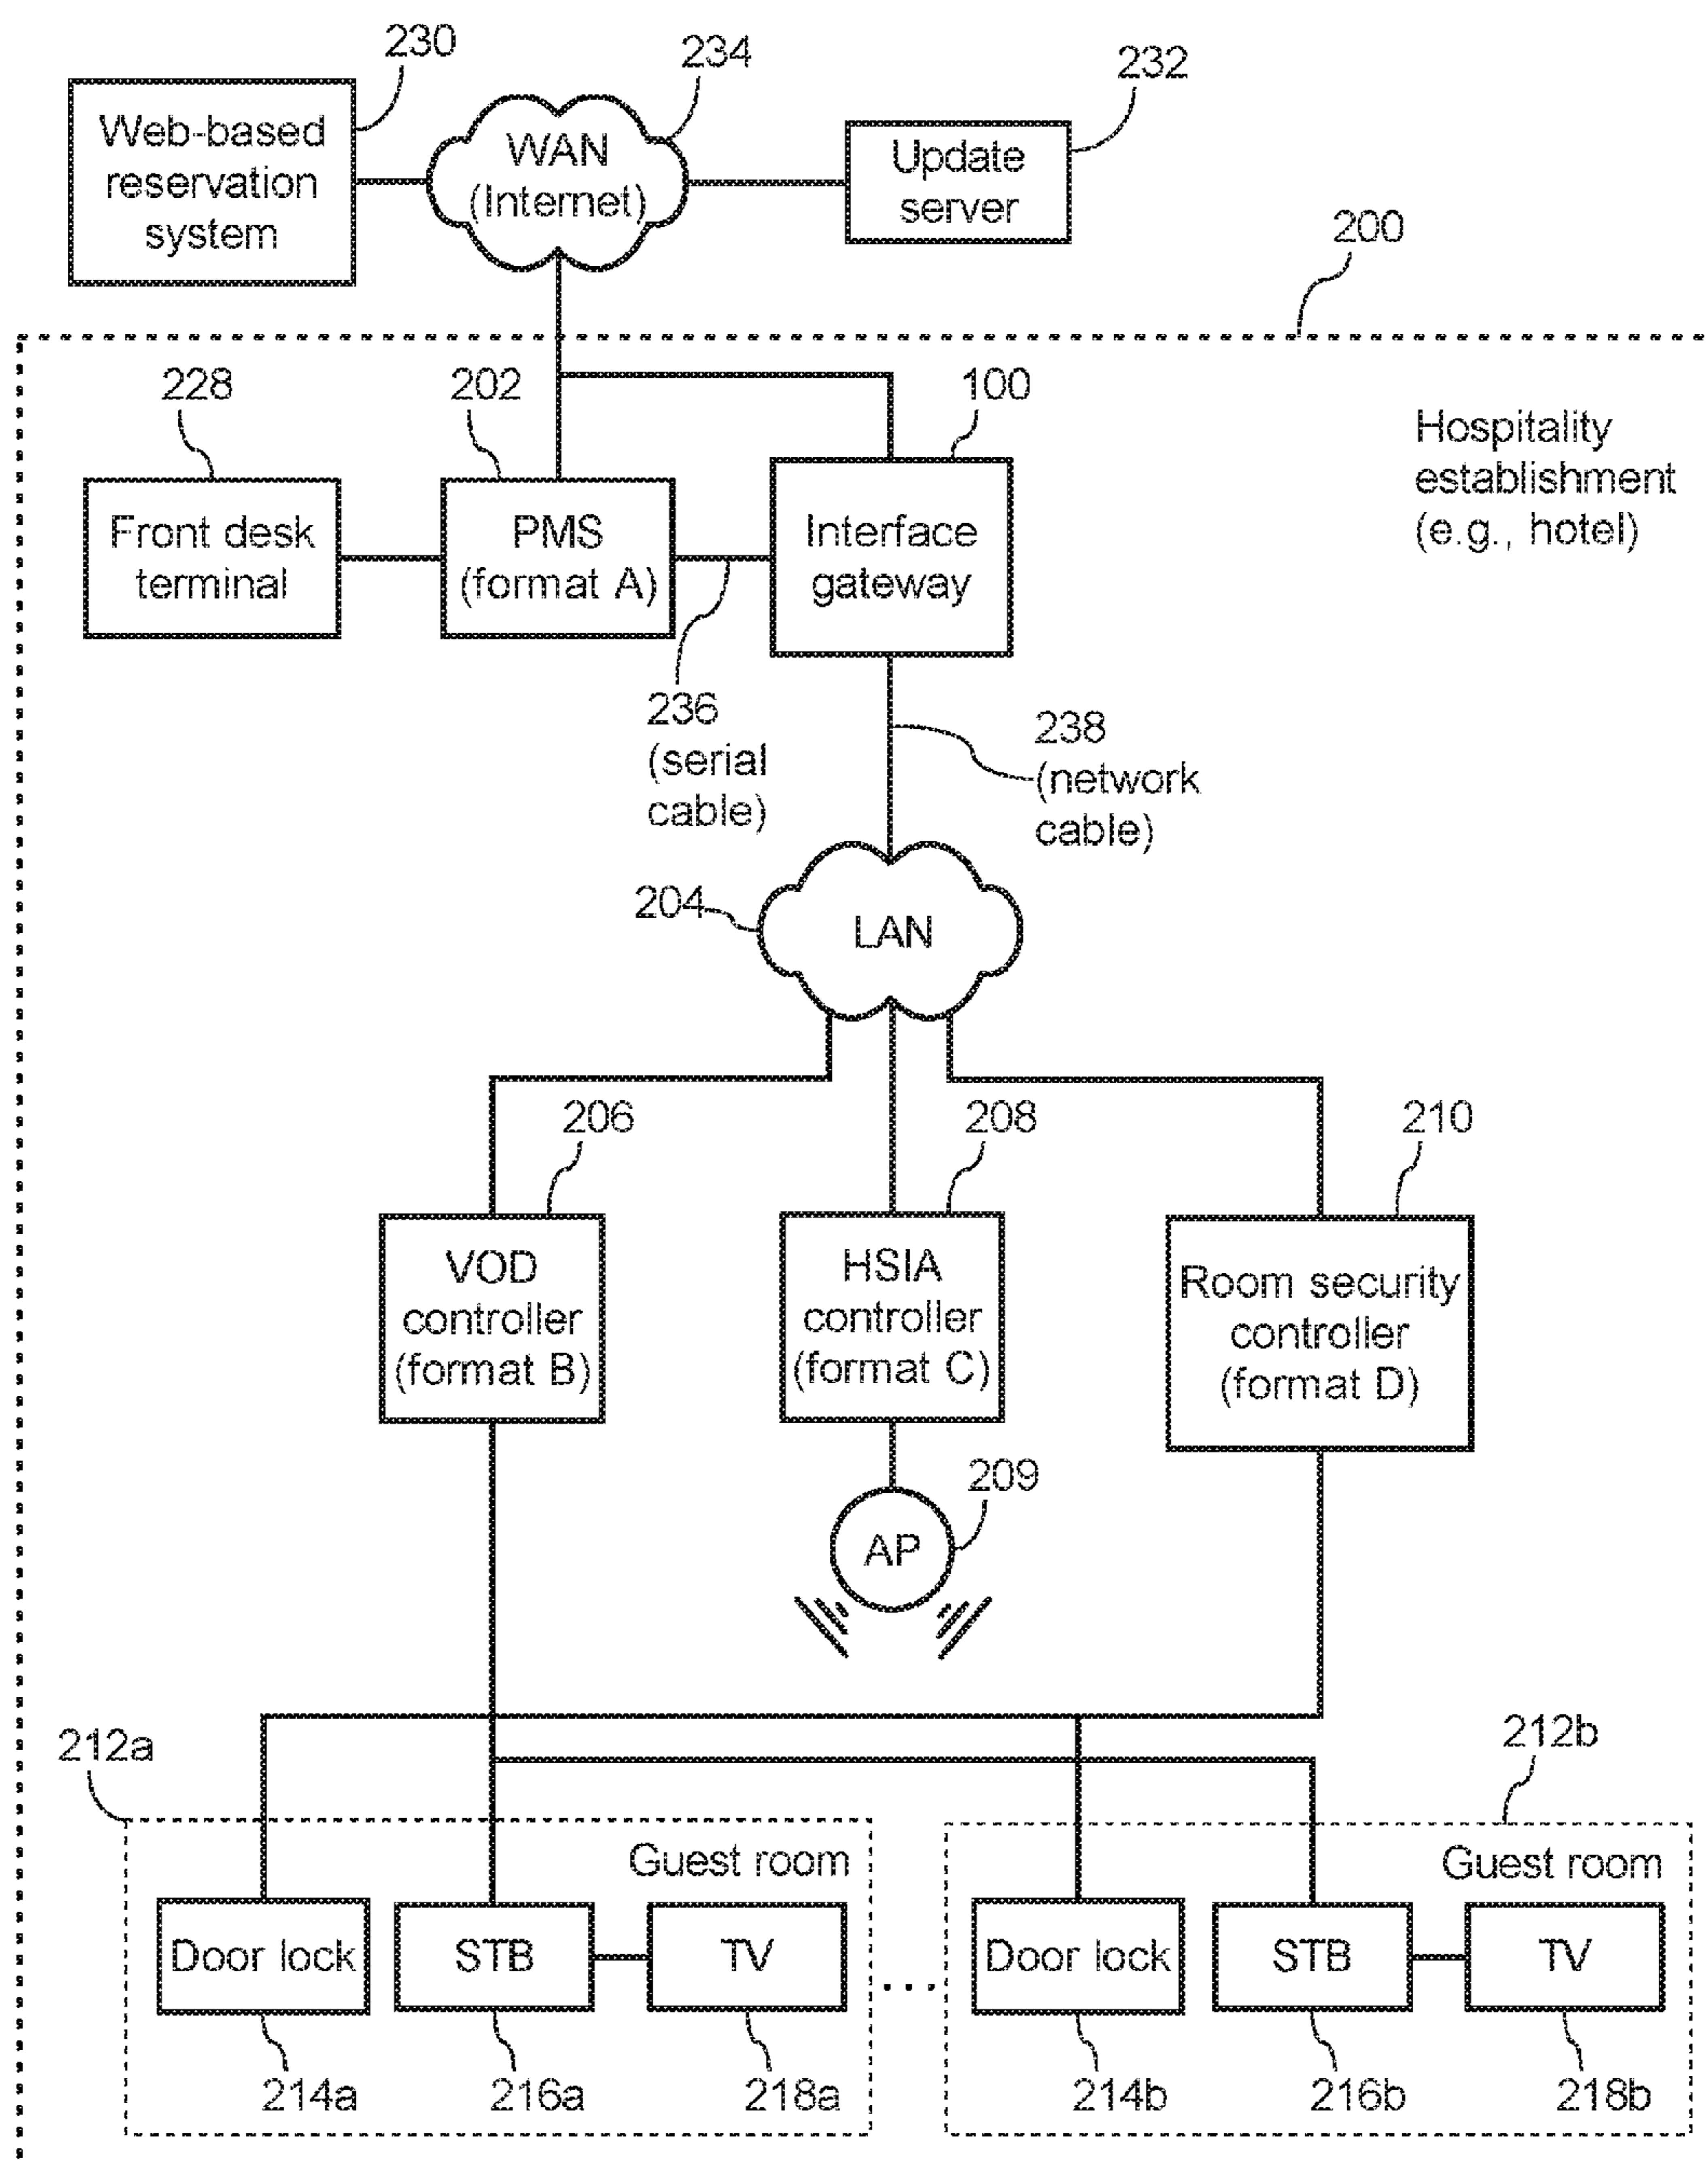 230
234
232
Web-based
reservation
system
WAN
(Internet)
Update
server
200
228
202
100
Hospitality
establishment
(e.g., hotel)
Front desk
terminal
PMS
(format A)
Interface
gateway
236
(serial
cable)
238
(network
cable)
204
LAN
206
208
210
VOD
controller
(format B)
HSIA
controller
(format C)
Room security
controller
(format D)
209
AP
212a
212b
Guest room
Guest room
Door lock
STB
TV
...
Door lock
STB
TV
214a
216a
218a
214b
216b
218b